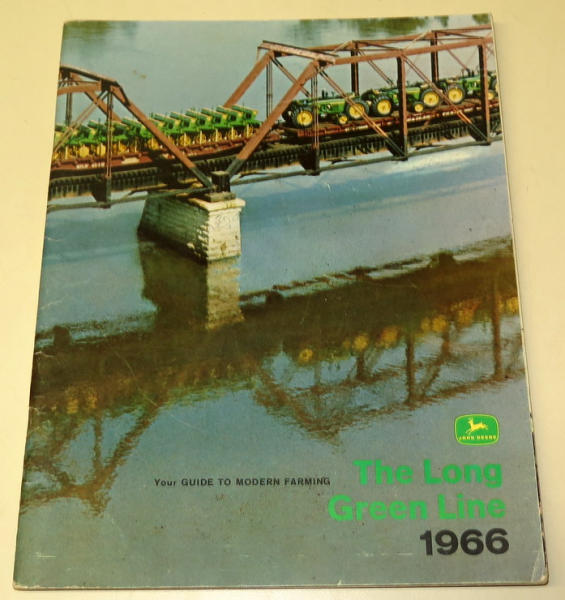 JOHN DEERE
Your GUIDE TO MODERN FARMING
The Long
Green Line
1966